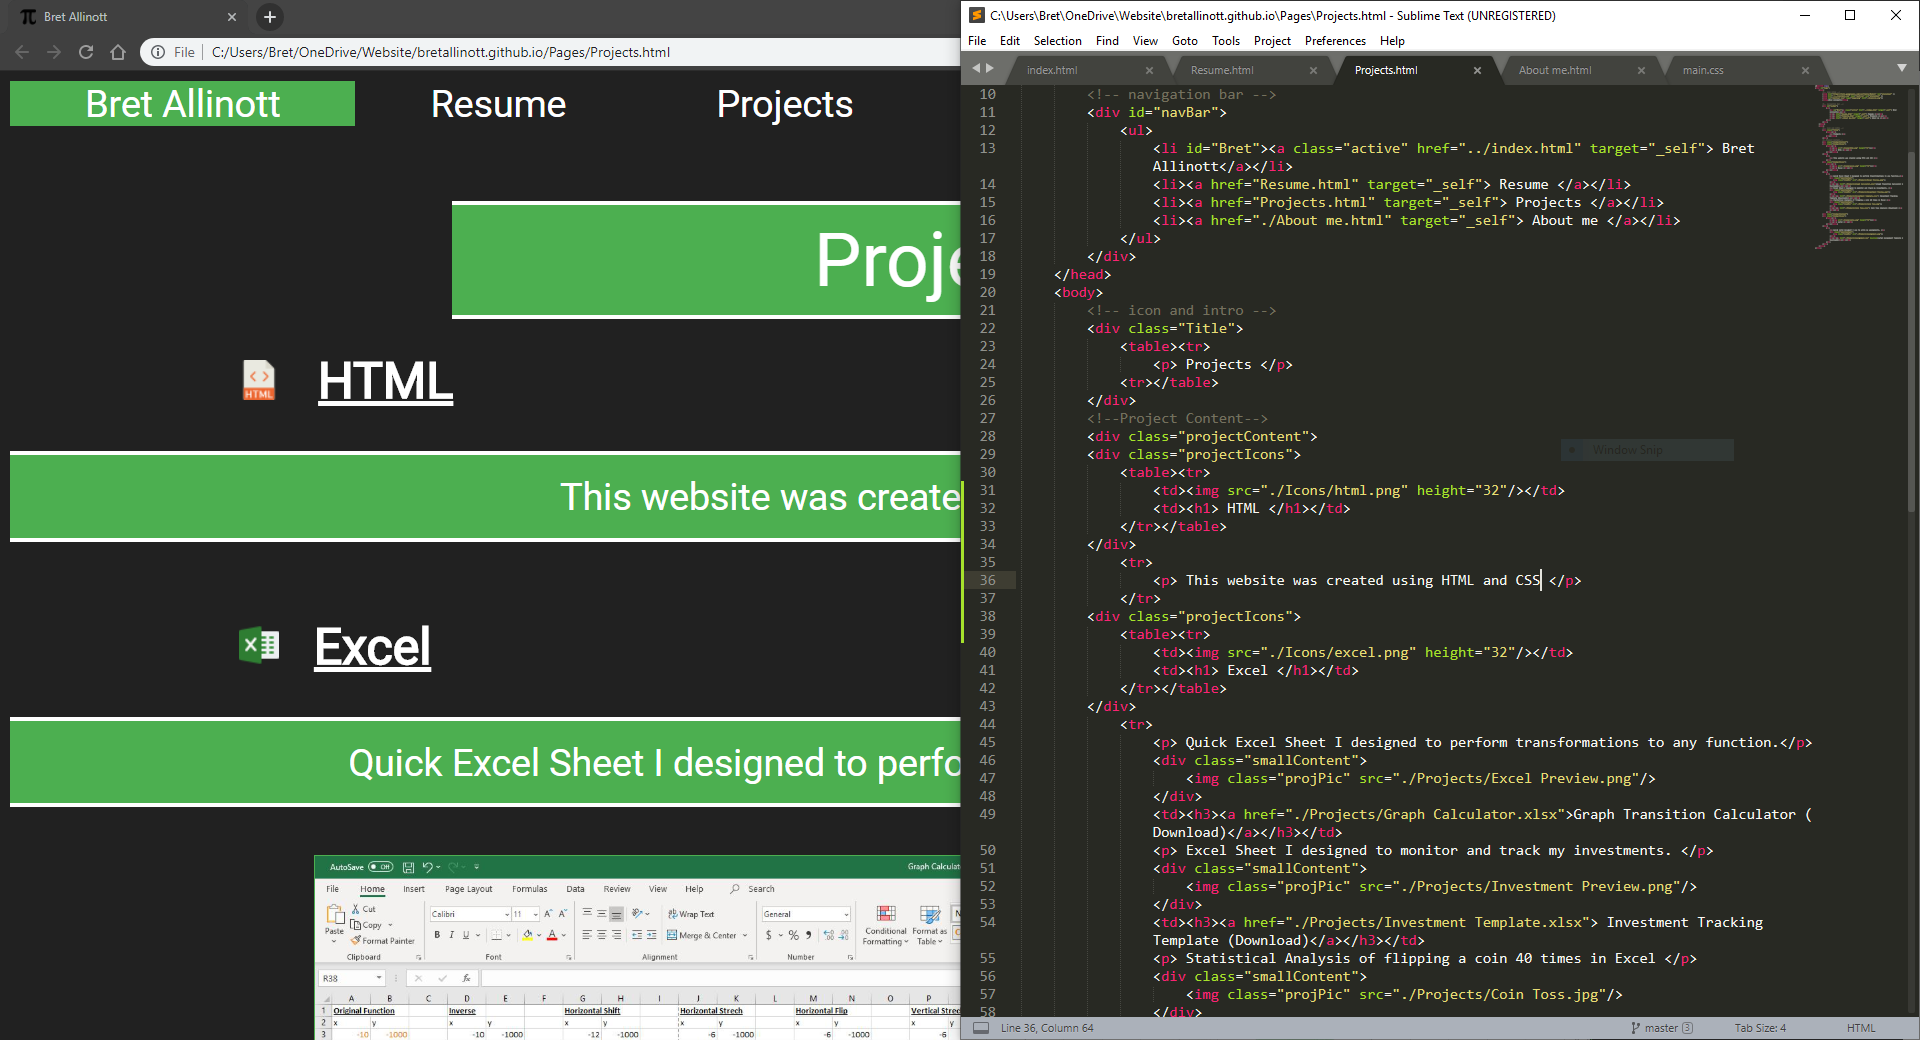 Bret Allinott
File
C:/Users/Bret/OneDrive/Website/bretallinott.github.io/Pages/Projects.html
Bret Allinott Resume Projects
Proje
HTML
HTML
This website was create
Excel
Quick Excel Sheet I designed to perfo
AutoSave Off Graph Calculat
File Home Insert Page Layout Formulas Data Review View Help Search
Paste Cut Copy Format Painter
Calibri 11
B I U
Wrap Text
Merge & Center
General
Conditional Formatting
Format as Table
Clipboard Font Alignment Number
R38 fx
A B C D E F G H I J K L M N O P
1 Original Function Inverse Horizontal Shift Horizontal Strech Horizontal Flip Vertical Strec
2 x y x y x y x y x y x
3 -10 -1000 -10 -1000 -12 -1000 -6 -1000 -6 -1000 -6
C:\Users\Bret\OneDrive\Website\bretallinott.github.io\Pages\Projects.html - Sublime Text (UNREGISTERED)
File Edit Selection Find View Goto Tools Project Preferences Help
index.html Resume.html Projects.html About me.html main.css
10 <!-- navigation bar -->
11 <div id="navBar">
12 <ul>
13 <li id="Bret"><a class="active" href="../index.html" target="_self"> Bret
Allinott</a></li>
14 <li><a href="Resume.html" target="_self"> Resume </a></li>
15 <li><a href="Projects.html" target="_self"> Projects </a></li>
16 <li><a href="./About me.html" target="_self"> About me </a></li>
17 </ul>
18 </div>
19 </head>
20 <body>
21 <!-- icon and intro -->
22 <div class="Title">
23 <table><tr>
24 <p> Projects </p>
25 <tr></table>
26 </div>
27 <!--Project Content-->
28 <div class="projectContent">
29 <div class="projectIcons">
30 <table><tr>
31 <td><img src="./Icons/html.png" height="32"/></td>
32 <td><h1> HTML </h1></td>
33 </tr></table>
34 </div>
35 <tr>
36 <p> This website was created using HTML and CSS </p>
37 </tr>
38 <div class="projectIcons">
39 <table><tr>
40 <td><img src="./Icons/excel.png" height="32"/></td>
41 <td><h1> Excel </h1></td>
42 </tr></table>
43 </div>
44 <tr>
45 <p> Quick Excel Sheet I designed to perform transformations to any function.</p>
46 <div class="smallContent">
47 <img class="projPic" src="./Projects/Excel Preview.png"/>
48 </div>
49 <td><h3><a href="./Projects/Graph Calculator.xlsx">Graph Transition Calculator (
Download)</a></h3></td>
50 <p> Excel Sheet I designed to monitor and track my investments. </p>
51 <div class="smallContent">
52 <img class="projPic" src="./Projects/Investment Preview.png"/>
53 </div>
54 <td><h3><a href="./Projects/Investment Template.xlsx"> Investment Tracking
Template (Download)</a></h3></td>
55 <p> Statistical Analysis of flipping a coin 40 times in Excel </p>
56 <div class="smallContent">
57 <img class="projPic" src="./Projects/Coin Toss.jpg"/>
58 </div>
Window Snip
Line 36, Column 64 master 3 Tab Size: 4 HTML